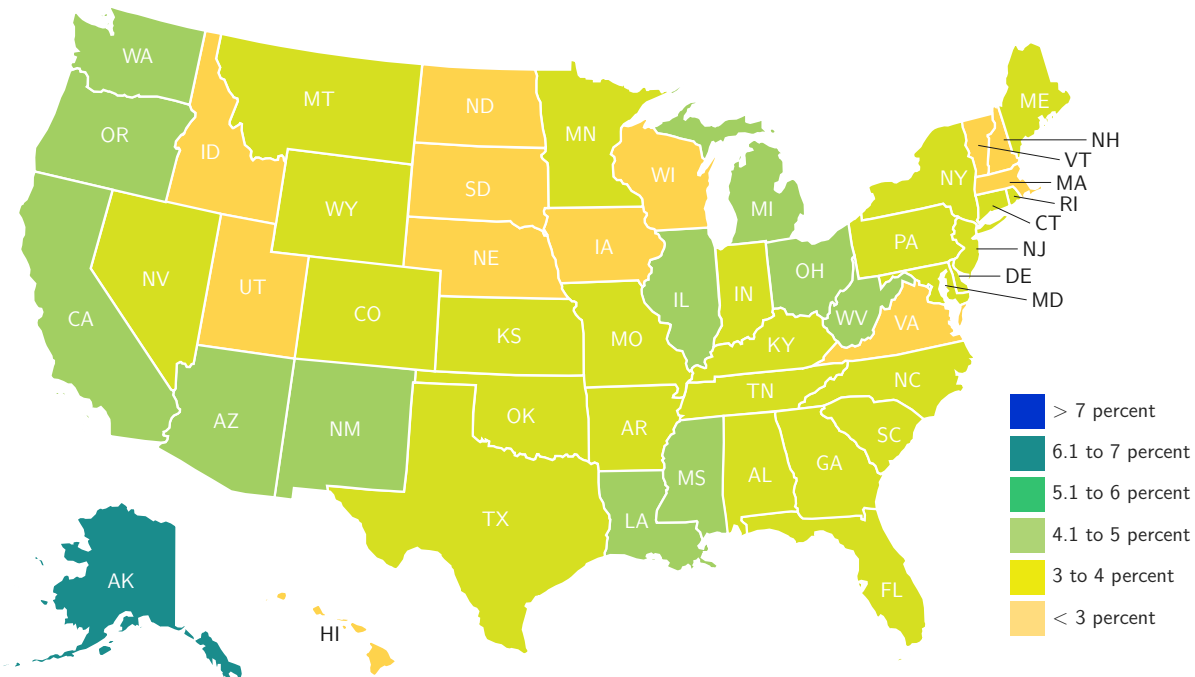 WA
OR
CA
NV
ID
MT
WY
UT
AZ
CO
NM
ND
SD
NE
KS
OK
TX
MN
IA
MO
AR
LA
WI
IL
MS
MI
IN
KY
TN
AL
OH
WV
VA
NC
SC
GA
FL
PA
NY
ME
NH
VT
MA
RI
CT
NJ
DE
MD
AK
HI
> 7 percent
6.1 to 7 percent
5.1 to 6 percent
4.1 to 5 percent
3 to 4 percent
< 3 percent